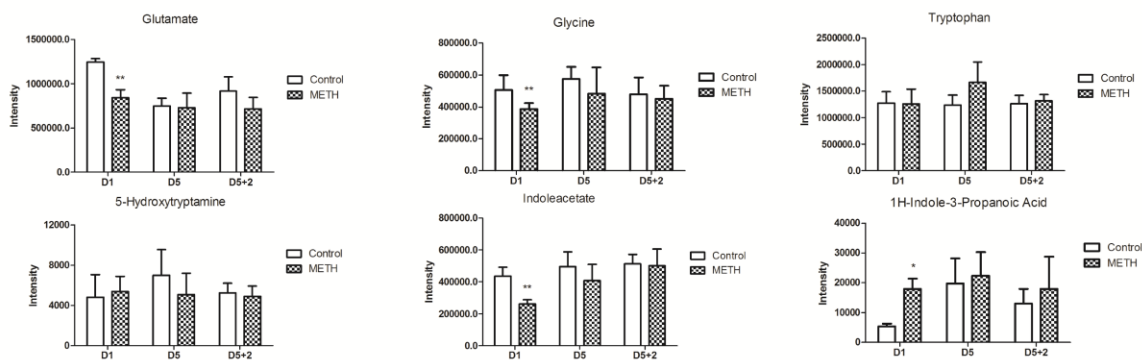 Glutamate
1500000.0
1000000.0
500000.0
0.0
Intensity
**
D1 D5 D5+2
Control
METH
Glycine
800000.0
600000.0
400000.0
200000.0
0.0
Intensity
**
D1 D5 D5+2
Control
METH
Tryptophan
2500000.0
2000000.0
1500000.0
1000000.0
500000.0
0.0
Intensity
D1 D5 D5+2
Control
METH
5-Hydroxytryptamine
12000
8000
4000
0
Intensity
D1 D5 D5+2
Control
METH
Indoleacetate
800000.0
600000.0
400000.0
200000.0
0.0
Intensity
**
D1 D5 D5+2
Control
METH
1H-Indole-3-Propanoic Acid
40000
30000
20000
10000
0
Intensity
*
D1 D5 D5+2
Control
METH